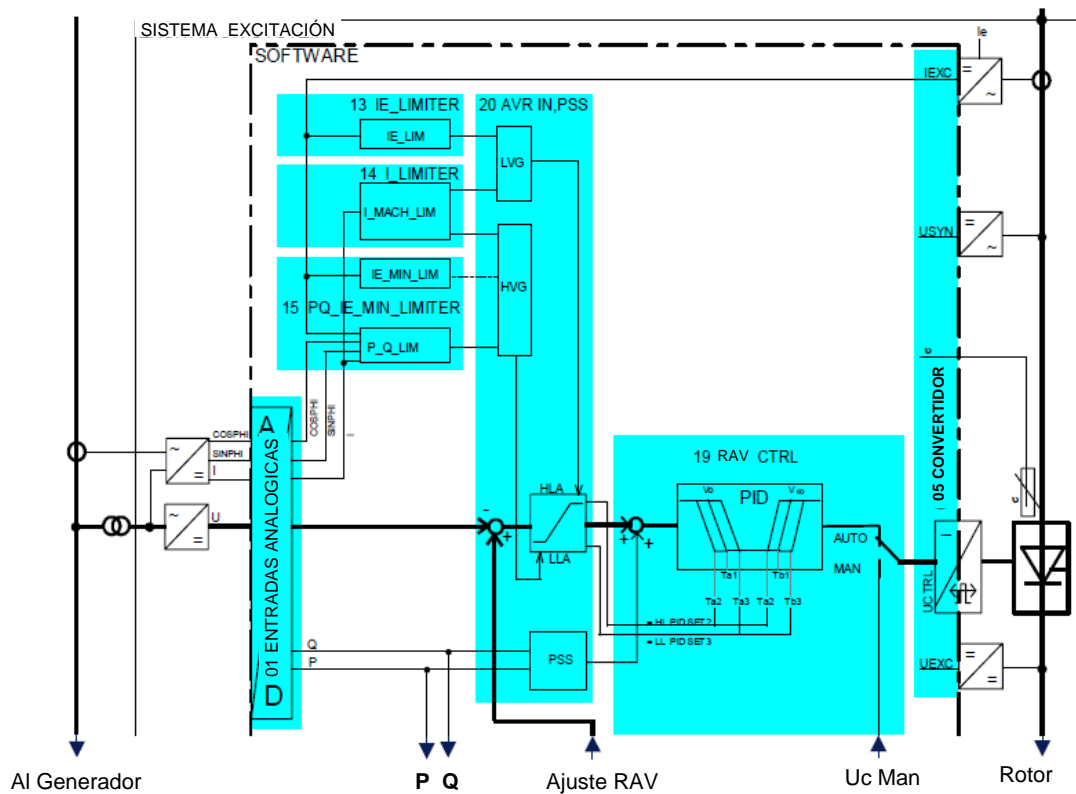 SISTEMA EXCITACIÓN
SOFTWARE
Ie
IEXC
13 IE_LIMITER
20 AVR IN,PSS
IE_LIM
LVG
14 I_LIMITER
I_MACH_LIM
USYN
IE_MIN_LIM
HVG
15 PQ_IE_MIN_LIMITER
P_Q_LIM
05 CONVERTIDOR
COSPHI
SINPHI
I
COSPHI
SINPHI
I
A
01 ENTRADAS ANALOGICAS
D
U
19 RAV CTRL
HLA
LLA
PID
Vo
V∞
Ta1
Tb1
Ta2
Ta3
Ta2
Tb3
AUTO
MAN
UCTRL
= HL PID SET 2
= LL PID SET 3
Q
P
PSS
UEXC
Al Generador
P Q
Ajuste RAV
Uc Man
Rotor